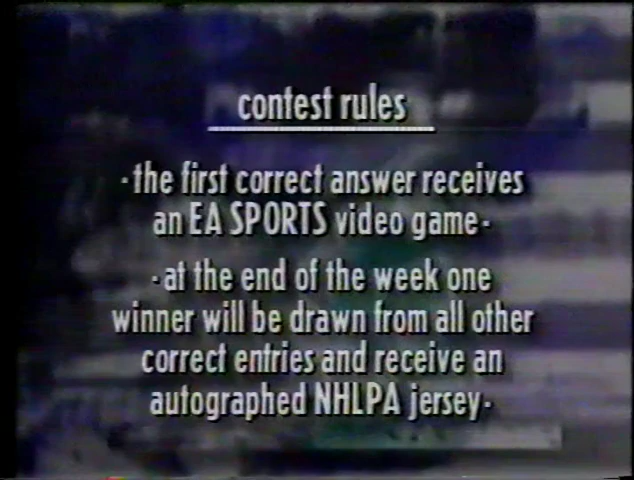 contest rules
-the first correct answer receives
an EA SPORTS video game-
-at the end of the week one
winner will be drawn from all other
correct entries and receive an
autographed NHLPA jersey-